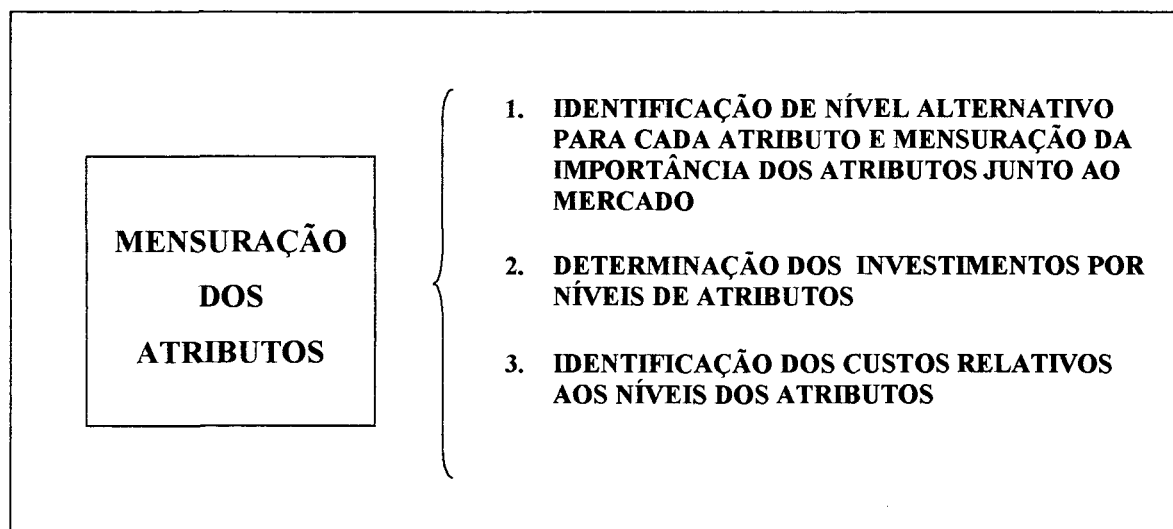 MENSURAÇÃO
DOS
ATRIBUTOS
1. IDENTIFICAÇÃO DE NÍVEL ALTERNATIVO
PARA CADA ATRIBUTO E MENSURAÇÃO DA
IMPORTÂNCIA DOS ATRIBUTOS JUNTO AO
MERCADO
2. DETERMINAÇÃO DOS INVESTIMENTOS POR
NÍVEIS DE ATRIBUTOS
3. IDENTIFICAÇÃO DOS CUSTOS RELATIVOS
AOS NÍVEIS DOS ATRIBUTOS